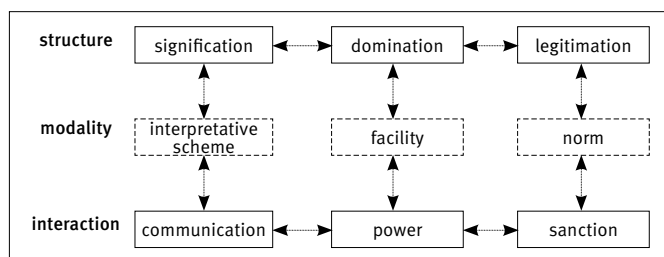 structure
signification
domination
legitimation
modality
interpretative
scheme
facility
norm
interaction
communication
power
sanction